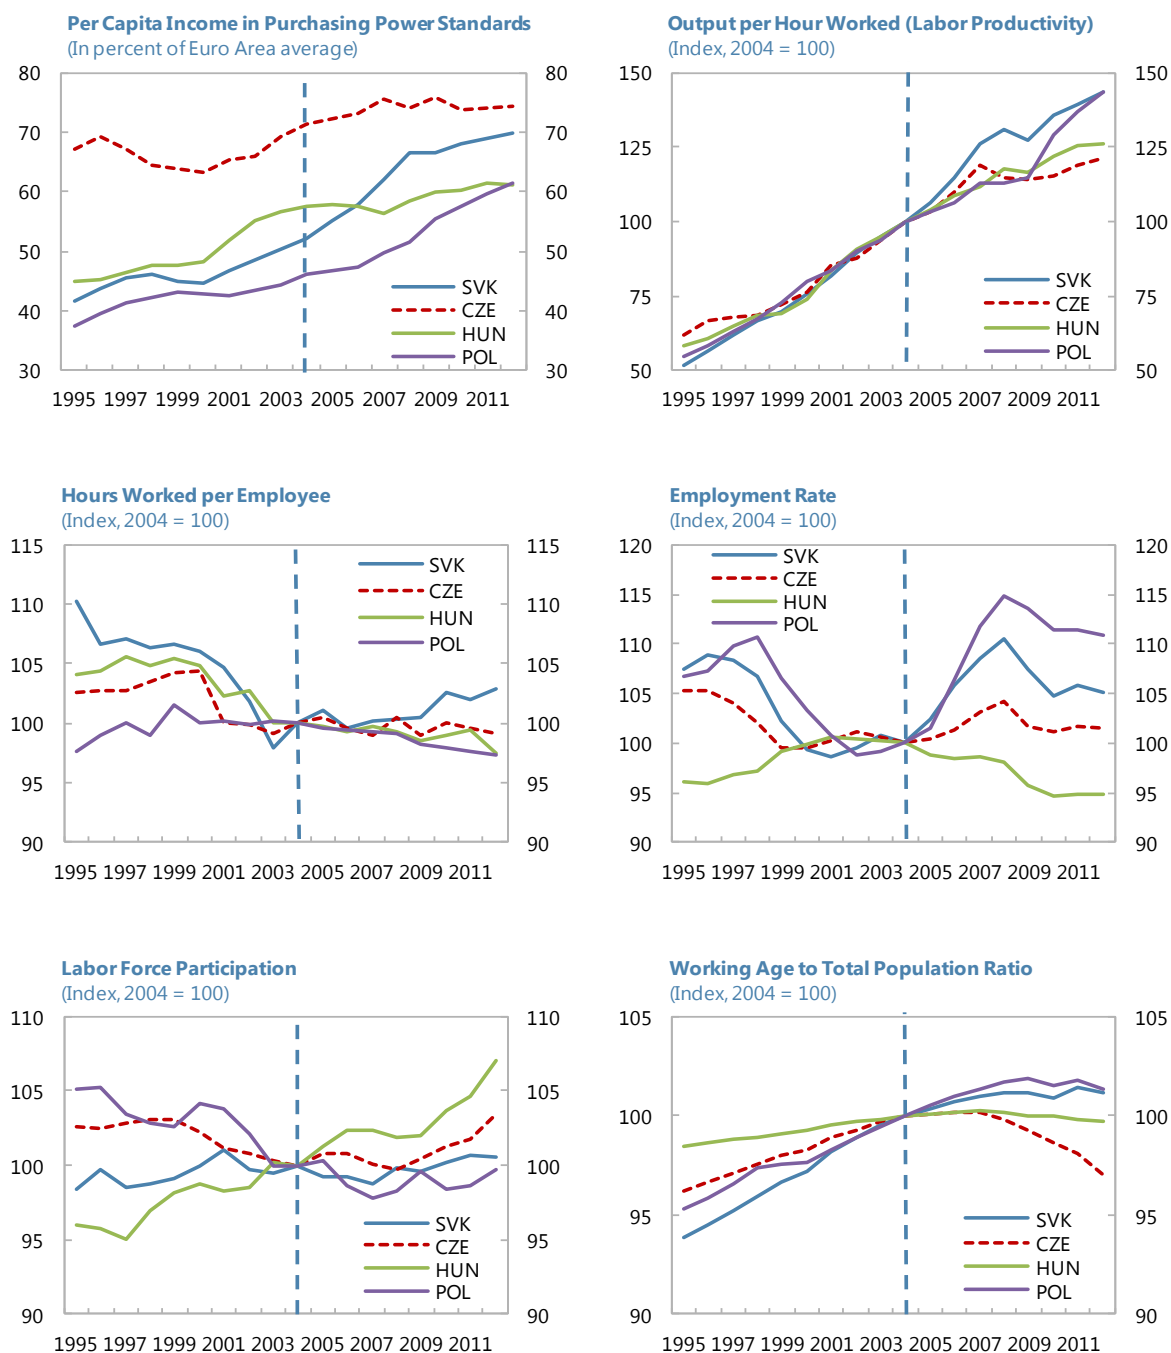 Per Capita Income in Purchasing Power Standards
(In percent of Euro Area average)
80 80
70 70
60 60
50 50
40 40
30 30
SVK
CZE
HUN
POL
1995 1997 1999 2001 2003 2005 2007 2009 2011
Output per Hour Worked (Labor Productivity)
(Index, 2004 = 100)
150 150
125 125
100 100
75 75
50 50
SVK
CZE
HUN
POL
1995 1997 1999 2001 2003 2005 2007 2009 2011
Hours Worked per Employee
(Index, 2004 = 100)
115 115
110 110
105 105
100 100
95 95
90 90
SVK
CZE
HUN
POL
1995 1997 1999 2001 2003 2005 2007 2009 2011
Employment Rate
(Index, 2004 = 100)
120 120
115 115
110 110
105 105
100 100
95 95
90 90
SVK
CZE
HUN
POL
1995 1997 1999 2001 2003 2005 2007 2009 2011
Labor Force Participation
(Index, 2004 = 100)
110 110
105 105
100 100
95 95
90 90
SVK
CZE
HUN
POL
1995 1997 1999 2001 2003 2005 2007 2009 2011
Working Age to Total Population Ratio
(Index, 2004 = 100)
105 105
100 100
95 95
90 90
SVK
CZE
HUN
POL
1995 1997 1999 2001 2003 2005 2007 2009 2011